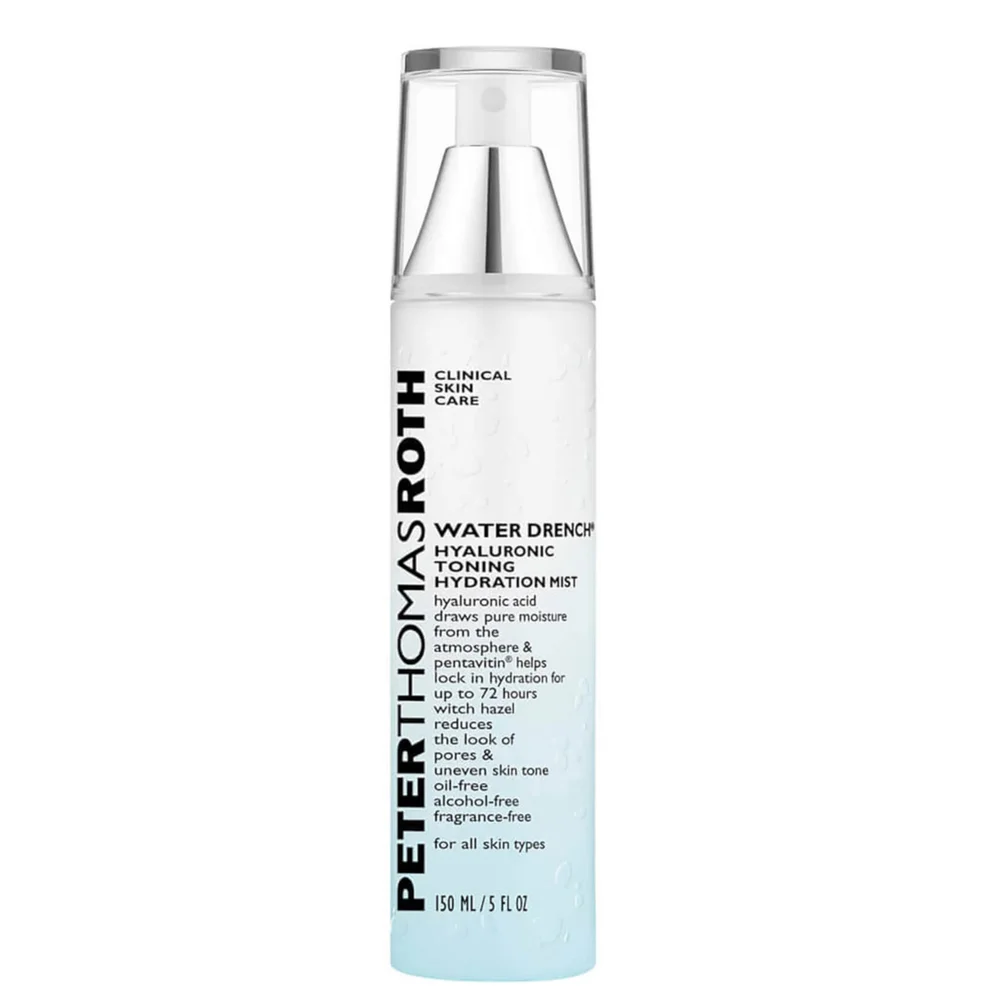 PETERTHOMASROTH
CLINICAL
SKIN
CARE
WATER DRENCH®
HYALURONIC
TONING
HYDRATION MIST
hyaluronic acid
draws pure moisture
from the
atmosphere &
pentavitin® helps
lock in hydration for
up to 72 hours
witch hazel
reduces
the look of
pores &
uneven skin tone
oil-free
alcohol-free
fragrance-free
for all skin types
150 ML/5 FL OZ